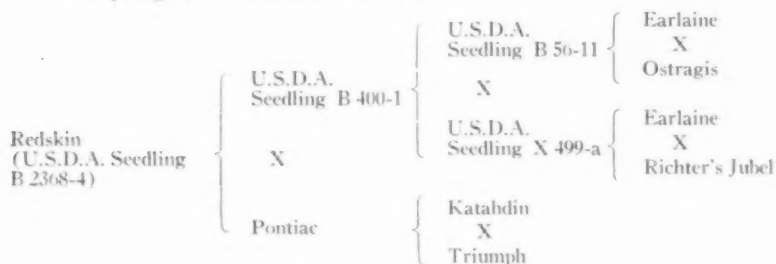 U.S.D.A.
Seedling B 56-11
Earlaine
X
Ostragis
U.S.D.A.
Seedling B 400-1
X
U.S.D.A.
Seedling X 499-a
Earlaine
X
Richter's Jubel
Redskin
(U.S.D.A. Seedling
B 2368-4)
X
Pontiac
Katahdin
X
Triumph